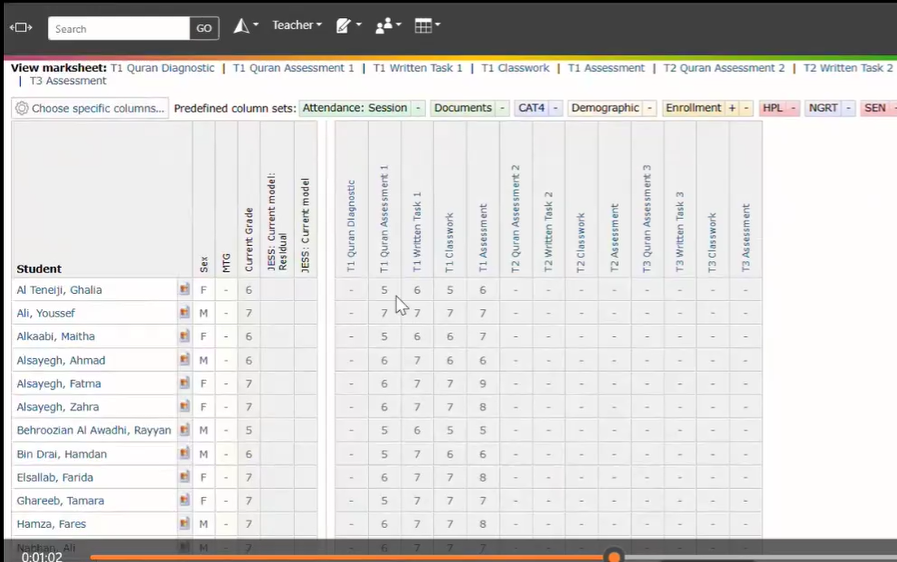 Search GO Teacher
View marksheet: T1 Quran Diagnostic | T1 Quran Assessment 1 | T1 Written Task 1 | T1 Classwork | T1 Assessment | T2 Quran Assessment 2 | T2 Written Task 2
| T3 Assessment
Choose specific columns... Predefined column sets: Attendance: Session - Documents - CAT4 - Demographic - Enrollment + - HPL - NGRT - SEN -
Student Sex MTG Current Grade JESS: Current model: Residual JESS: Current model T1 Quran Diagnostic T1 Quran Assessment 1 T1 Written Task 1 T1 Classwork T1 Assessment T2 Quran Assessment 2 T2 Written Task 2 T2 Classwork T2 Assessment T3 Quran Assessment 3 T3 Written Task 3 T3 Classwork T3 Assessment
Al Teneiji, Ghalia F - 6 - 5 6 5 6 - - - - - - - -
Ali, Youssef M - 7 - 7 7 7 7 - - - - - - - -
Alkaabi, Maitha F - 6 - 5 6 6 7 - - - - - - - -
Alsayegh, Ahmad M - 6 - 6 7 6 6 - - - - - - - -
Alsayegh, Fatma F - 7 - 6 7 7 9 - - - - - - - -
Alsayegh, Zahra F - 7 - 6 7 7 8 - - - - - - - -
Behroozian Al Awadhi, Rayyan M - 5 - 5 6 5 5 - - - - - - - -
Bin Drai, Hamdan M - 6 - 5 7 6 6 - - - - - - - -
Elsallab, Farida F - 7 - 6 7 7 8 - - - - - - - -
Ghareeb, Tamara F - 7 - 5 7 7 7 - - - - - - - -
Hamza, Fares M - 7 - 6 7 7 8 - - - - - - - -
Nabhan, Ali M - 7 - 6 7 7 7 - - - - - - - -
0:01:02